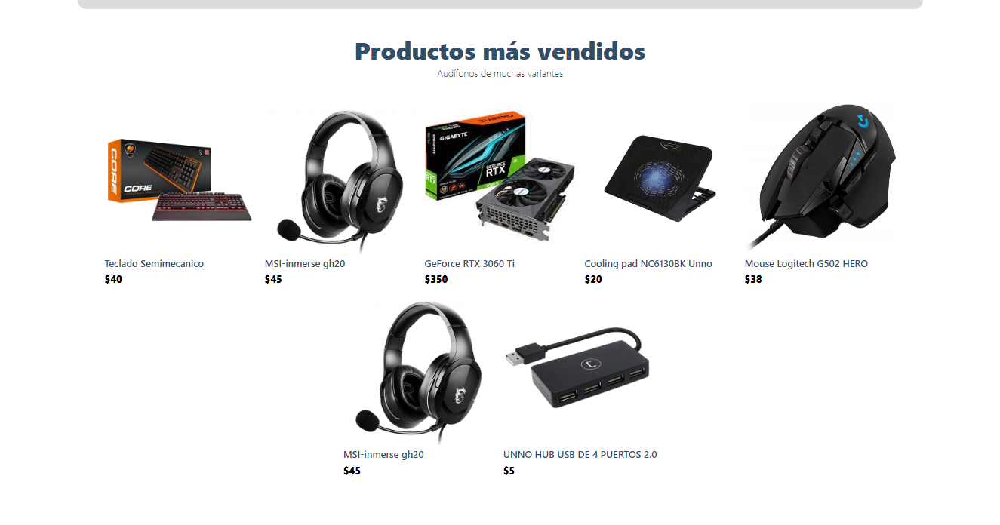 Productos más vendidos
Audífonos de muchas variantes
CORE
CORE
GIGABYTE
GIGABYTE
GEFORCE
RTX
RTX
Teclado Semimecanico
$40
MSI-inmerse gh20
$45
GeForce RTX 3060 Ti
$350
Cooling pad NC6130BK Unno
$20
Mouse Logitech G502 HERO
$38
MSI-inmerse gh20
$45
UNNO HUB USB DE 4 PUERTOS 2.0
$5